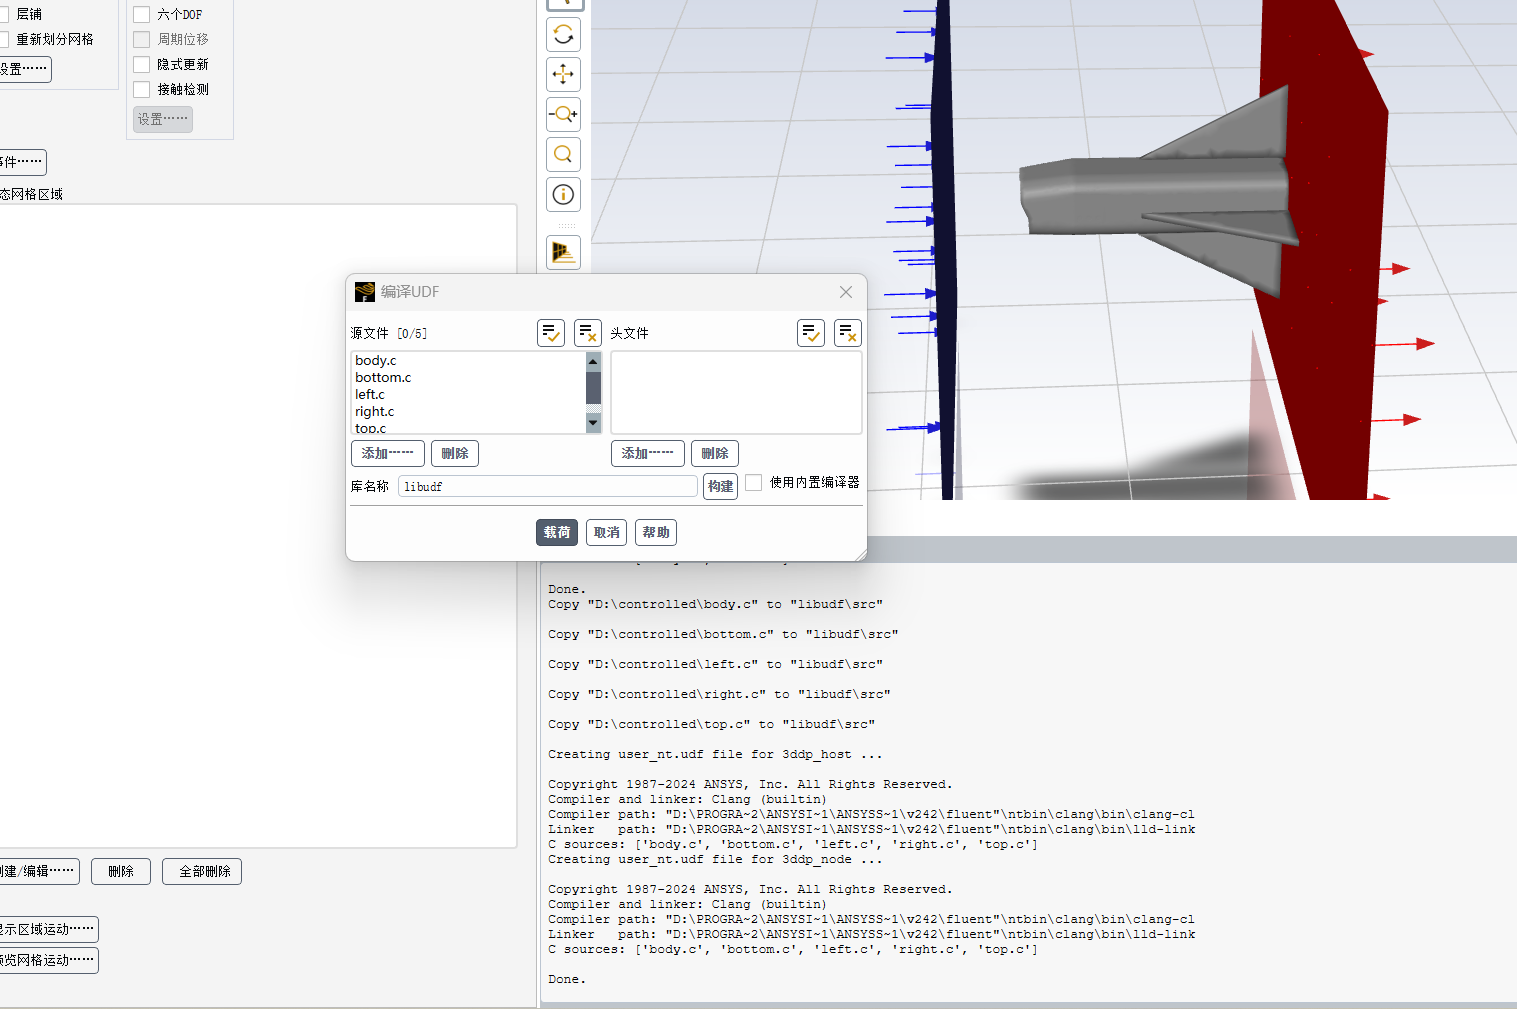 层铺
重新划分网格
设置……
六个DOF
周期位移
隐式更新
接触检测
设置……
件……
态网格区域
编译UDF
源文件 [0/5]
头文件
body.c
bottom.c
left.c
right.c
top.c
添加……
删除
添加……
删除
库名称
libudf
构建
使用内置编译器
载荷
取消
帮助
Done.
Copy "D:\controlled\body.c" to "libudf\src"
Copy "D:\controlled\bottom.c" to "libudf\src"
Copy "D:\controlled\left.c" to "libudf\src"
Copy "D:\controlled\right.c" to "libudf\src"
Copy "D:\controlled\top.c" to "libudf\src"
Creating user_nt.udf file for 3ddp_host ...
Copyright 1987-2024 ANSYS, Inc. All Rights Reserved.
Compiler and linker: Clang (builtin)
Compiler path: "D:\PROGRA~2\ANSYSI~1\ANSYSS~1\v242\fluent"\ntbin\clang\bin\clang-cl
Linker   path: "D:\PROGRA~2\ANSYSI~1\ANSYSS~1\v242\fluent"\ntbin\clang\bin\lld-link
C sources: ['body.c', 'bottom.c', 'left.c', 'right.c', 'top.c']
Creating user_nt.udf file for 3ddp_node ...
Copyright 1987-2024 ANSYS, Inc. All Rights Reserved.
Compiler and linker: Clang (builtin)
Compiler path: "D:\PROGRA~2\ANSYSI~1\ANSYSS~1\v242\fluent"\ntbin\clang\bin\clang-cl
Linker   path: "D:\PROGRA~2\ANSYSI~1\ANSYSS~1\v242\fluent"\ntbin\clang\bin\lld-link
C sources: ['body.c', 'bottom.c', 'left.c', 'right.c', 'top.c']
Done.
建/编辑……
删除
全部删除
示区域运动……
览网格运动……